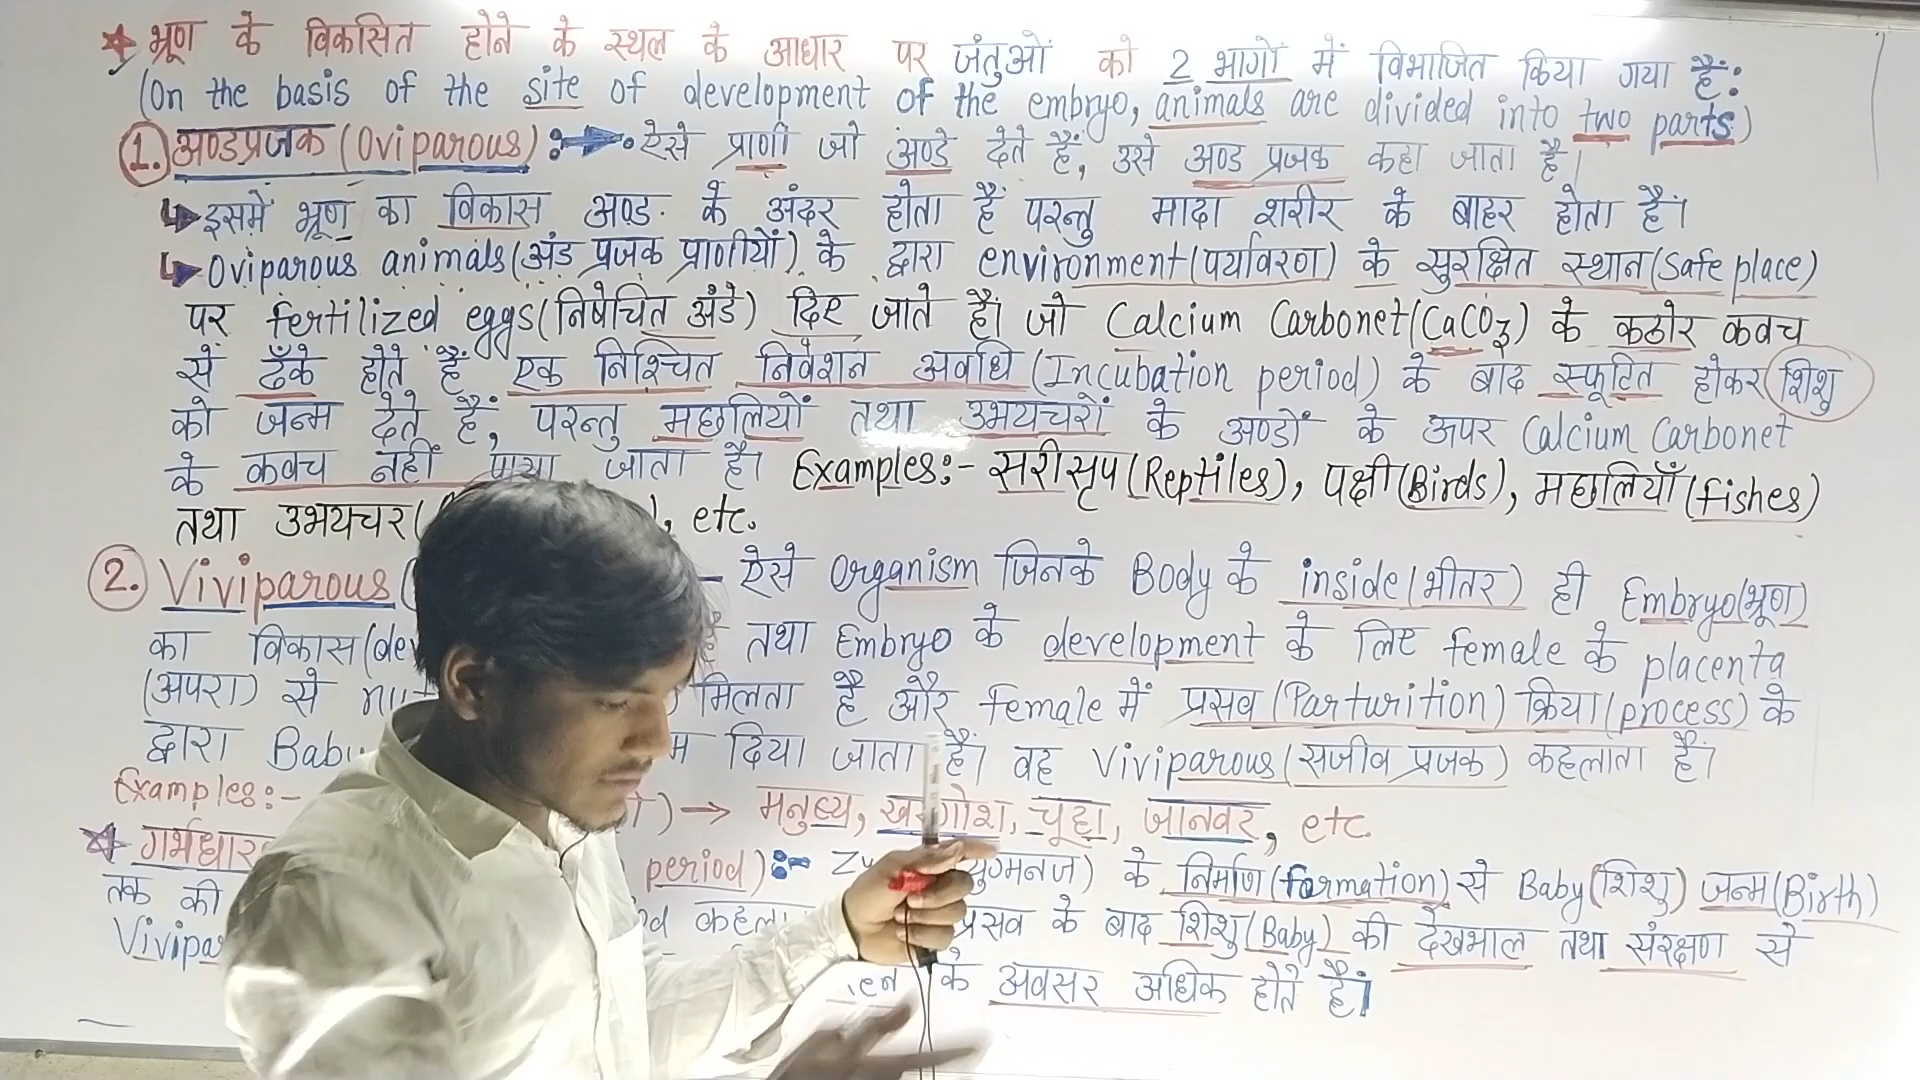 भ्रूण के विकसित होने के स्थल के आधार पर जंतुओं को 2 भागों में विभाजित किया गया है:
(On the basis of the site of development of the embryo, animals are divided into two parts)
1. अण्डप्रजक (Oviparous) :→ ऐसे प्राणी जो अण्डे देते हैं, उसे अण्ड प्रजक कहा जाता है।
इसमें भ्रूण का विकास अण्ड के अंदर होता है परन्तु मादा शरीर के बाहर होता है।
Oviparous animals (अंड प्रजक प्राणीयों) के द्वारा environment (पर्यावरण) के सुरक्षित स्थान (safe place)
पर fertilized eggs (निषेचित अंडे) दिए जाते हैं। जो Calcium Carbonet (CaCO3) के कठोर कवच
से ढँके होते हैं एक निश्चित निवेशन अवधि (Incubation period) के बाद स्फूटित होकर शिशु
को जन्म देते हैं, परन्तु मछलियों तथा उभयचरों के अण्डों के ऊपर Calcium Carbonet
के कवच नहीं पाया जाता है। Examples:- सरीसृप (Reptiles), पक्षी (Birds), मछलियाँ (fishes)
तथा उभयचर ( ), etc.
2. Viviparous ( - ऐसे Organism जिनके Body के inside (भीतर) ही Embryo (भ्रूण)
का विकास ( तथा Embryo के development के लिए female के placenta
(अपरा) से मिलता है और female में प्रसव (Parturition) क्रिया (process) के
द्वारा दिया जाता है। वह Viviparous (सजीव प्रजक) कहलाता है।
Examples:- ) → मनुष्य, खरगोश, चूहा, जानवर, etc.
period) :- युग्मनज) के निर्माण (formation) से Baby (शिशु) जन्म (Birth)
तक की प्रसव के बाद शिशु (Baby) की देखभाल तथा संरक्षण से
के अवसर अधिक होते हैं।